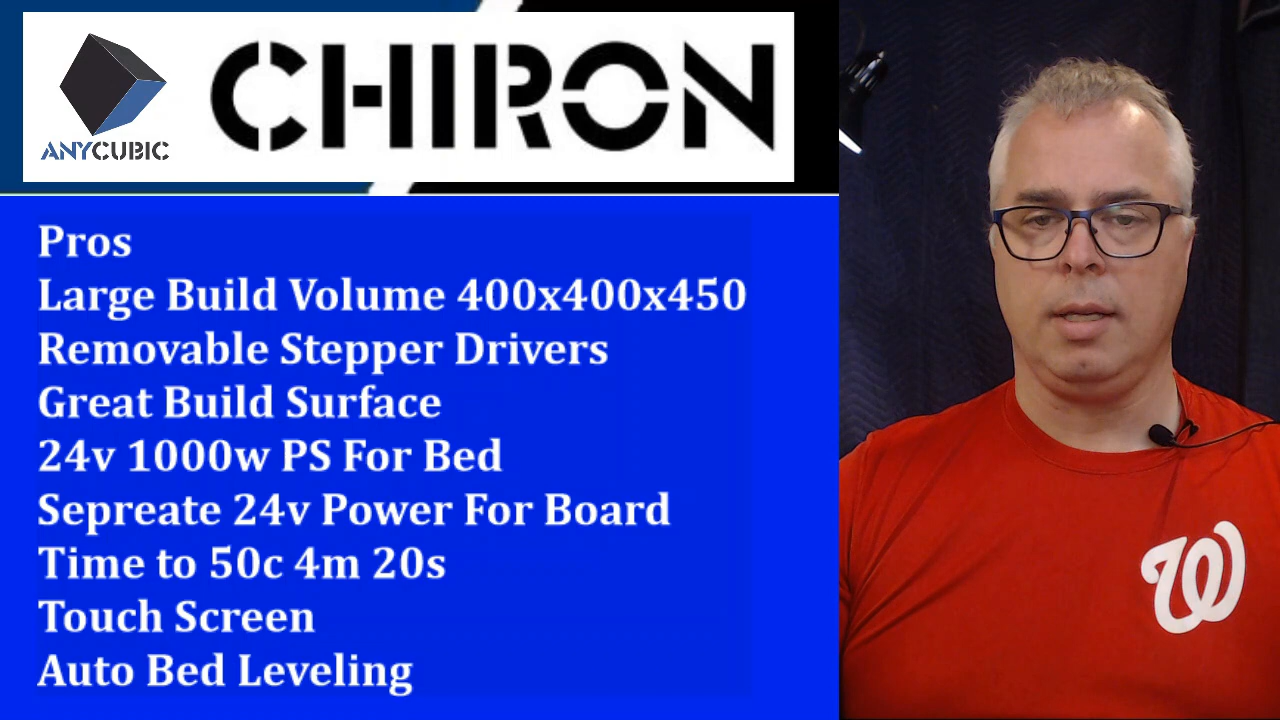 ANYCUBIC
CHIRON
Pros
Large Build Volume 400x400x450
Removable Stepper Drivers
Great Build Surface
24v 1000w PS For Bed
Sepreate 24v Power For Board
Time to 50c 4m 20s
Touch Screen
Auto Bed Leveling
W